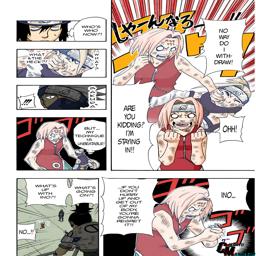 NO
WAY
DO I
WITH-
DRAW!
OHH!
ARE
YOU
KIDDING?
I'M
STAYING
IN!!
WHO'S
WHO
NOW?!
WHAT
THE
HECK?!
BUT...
MY
TECHNIQUE
IS
UNBEATABLE!
INO...
IF YOU
DON'T
HURRY
AND GET
OUT OF MY
BODY,
YOU'RE
GONNA
REGRET
IT!!
WHAT'S
GOING
ON?!
WHAT'S
UP
WITH
INO?!
NO...!!